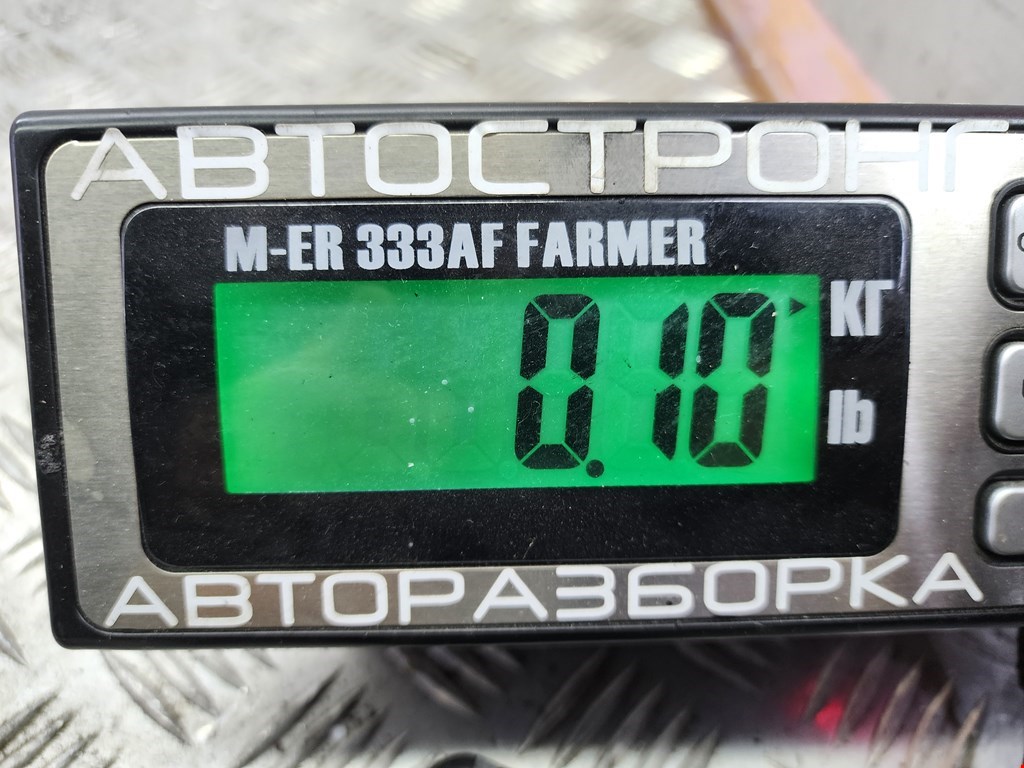 АВТОСТРОНГ
M-ER 333AF FARMER
0.10
КГ
lb
АВТОРАЗБОРКА